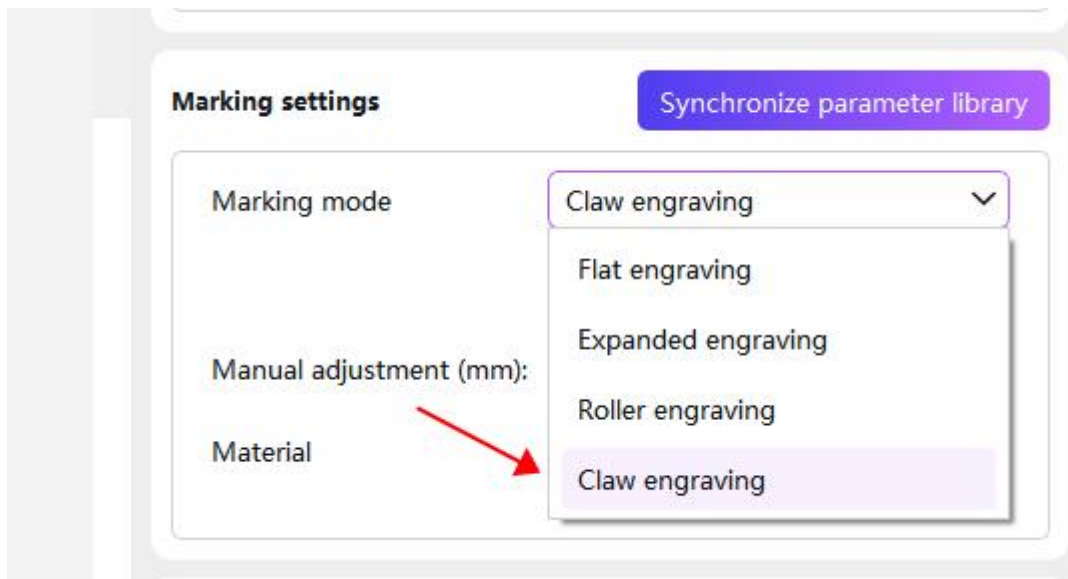 Marking settings
Synchronize parameter library
Marking mode
Claw engraving
Flat engraving
Expanded engraving
Manual adjustment (mm):
Roller engraving
Material
Claw engraving